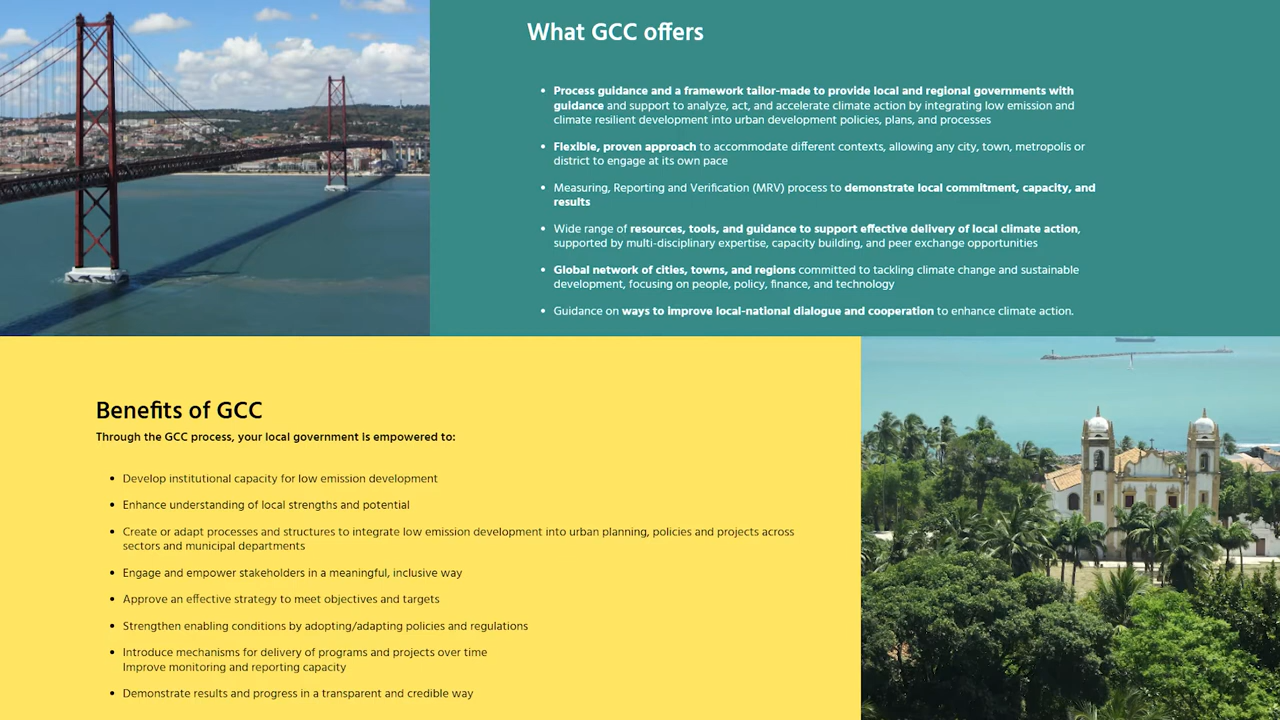 What GCC offers
• Process guidance and a framework tailor-made to provide local and regional governments with
guidance and support to analyze, act, and accelerate climate action by integrating low emission and
climate resilient development into urban development policies, plans, and processes
• Flexible, proven approach to accommodate different contexts, allowing any city, town, metropolis or
district to engage at its own pace
• Measuring, Reporting and Verification (MRV) process to demonstrate local commitment, capacity, and
results
• Wide range of resources, tools, and guidance to support effective delivery of local climate action,
supported by multi-disciplinary expertise, capacity building, and peer exchange opportunities
• Global network of cities, towns, and regions committed to tackling climate change and sustainable
development, focusing on people, policy, finance, and technology
• Guidance on ways to improve local-national dialogue and cooperation to enhance climate action.
Benefits of GCC
Through the GCC process, your local government is empowered to:
• Develop institutional capacity for low emission development
• Enhance understanding of local strengths and potential
• Create or adapt processes and structures to integrate low emission development into urban planning, policies and projects across
sectors and municipal departments
• Engage and empower stakeholders in a meaningful, inclusive way
• Approve an effective strategy to meet objectives and targets
• Strengthen enabling conditions by adopting/adapting policies and regulations
• Introduce mechanisms for delivery of programs and projects over time
Improve monitoring and reporting capacity
• Demonstrate results and progress in a transparent and credible way